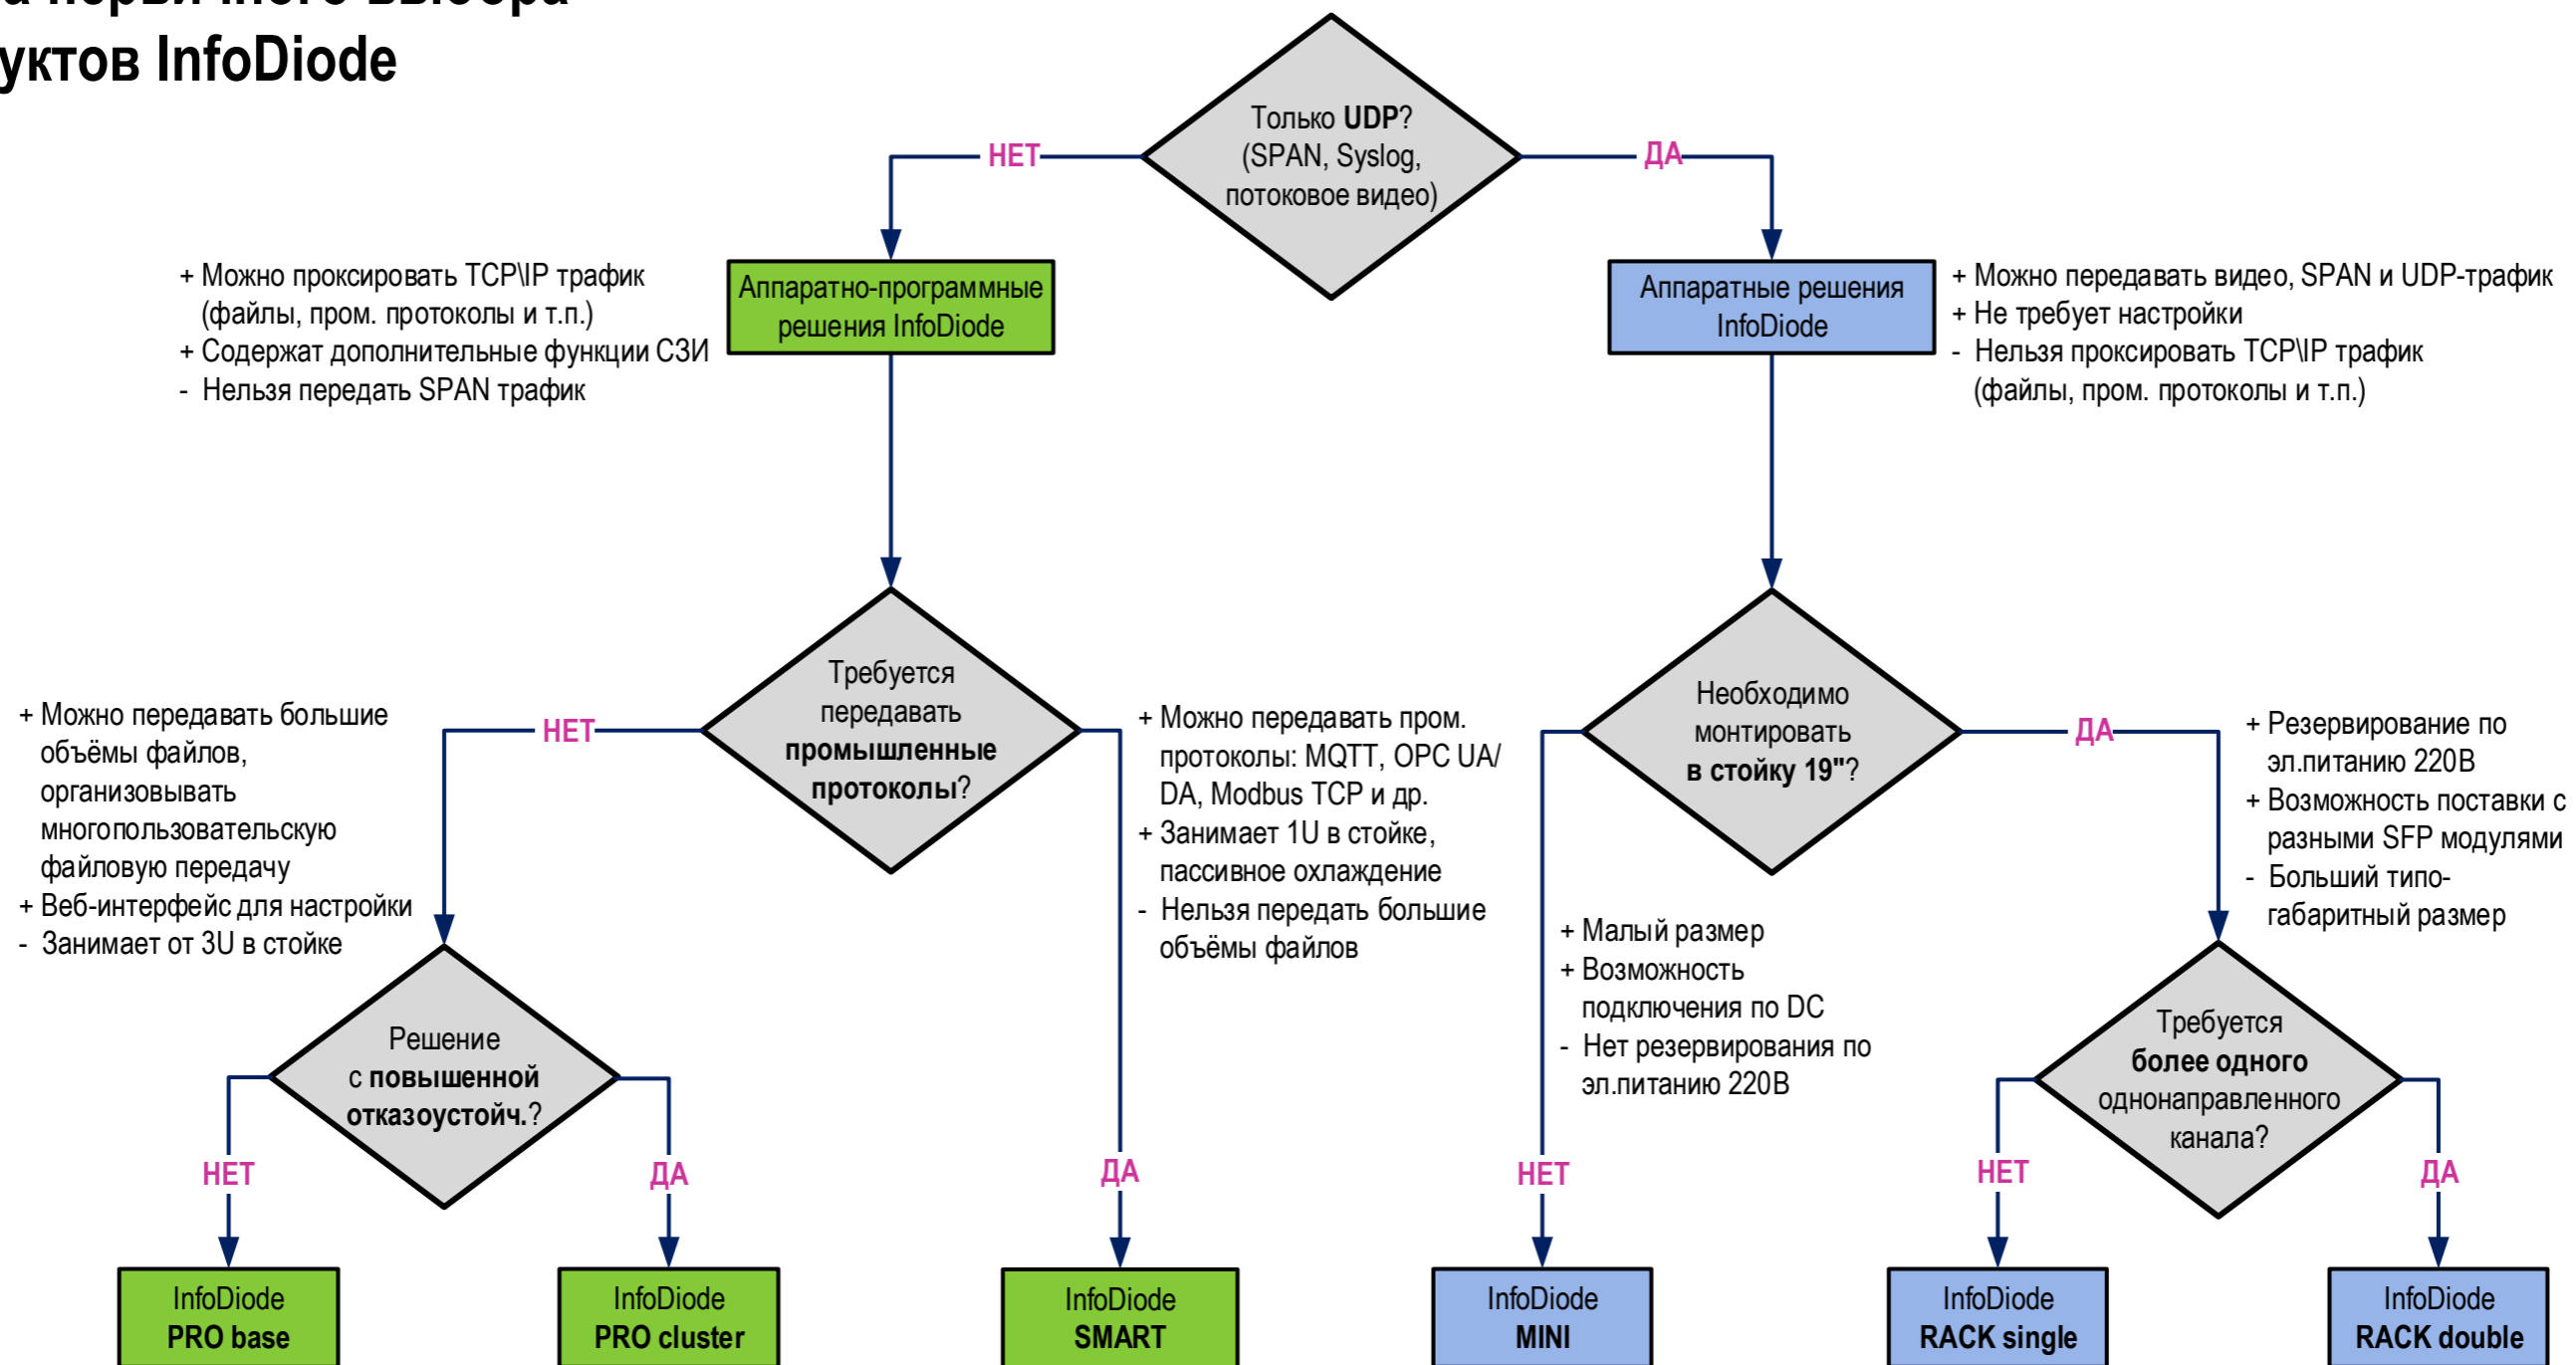 уктов InfoDiode
Только UDP?
(SPAN, Syslog,
потоковое видео)
НЕТ
ДА
+ Можно проксировать TCP\IP трафик
(файлы, пром. протоколы и т.п.)
+ Содержат дополнительные функции СЗИ
- Нельзя передать SPAN трафик
Аппаратно-программные
решения InfoDiode
Аппаратные решения
InfoDiode
+ Можно передавать видео, SPAN и UDP-трафик
+ Не требует настройки
- Нельзя проксировать TCP\IP трафик
(файлы, пром. протоколы и т.п.)
Требуется
передавать
промышленные
протоколы?
НЕТ
Необходимо
монтировать
в стойку 19"?
ДА
+ Можно передавать большие
объёмы файлов,
организовывать
многопользовательскую
файловую передачу
+ Веб-интерфейс для настройки
- Занимает от 3U в стойке
+ Можно передавать пром.
протоколы: MQTT, OPC UA/
DA, Modbus TCP и др.
+ Занимает 1U в стойке,
пассивное охлаждение
- Нельзя передать большие
объёмы файлов
+ Малый размер
+ Возможность
подключения по DC
- Нет резервирования по
эл.питанию 220В
+ Резервирование по
эл.питанию 220В
+ Возможность поставки с
разными SFP модулями
- Больший типо-
габаритный размер
Решение
с повышенной
отказоустойч.?
НЕТ
ДА
ДА
НЕТ
Требуется
более одного
однонаправленного
канала?
НЕТ
ДА
InfoDiode
PRO base
InfoDiode
PRO cluster
InfoDiode
SMART
InfoDiode
MINI
InfoDiode
RACK single
InfoDiode
RACK double